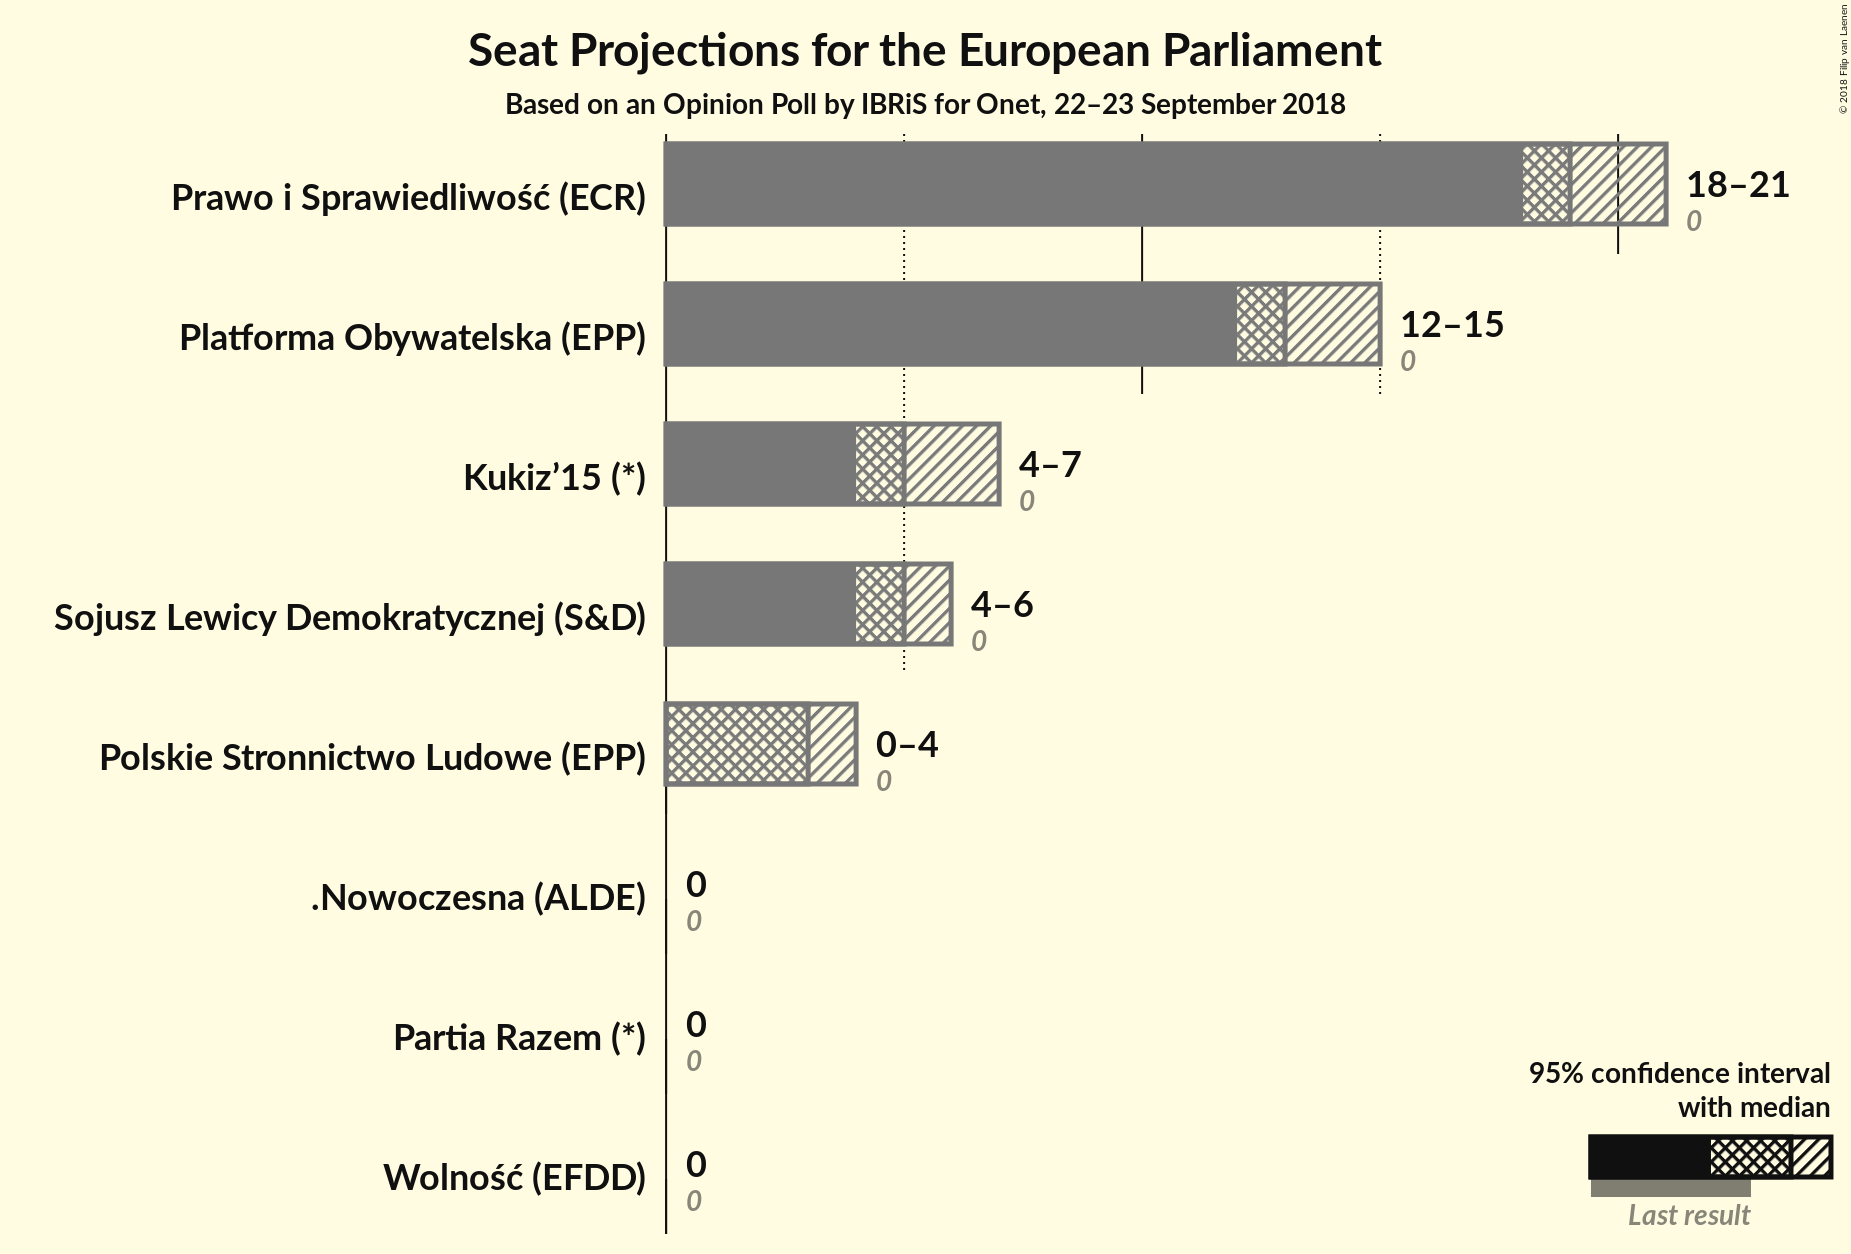 Seat Projections for the European Parliament
Based on an Opinion Poll by IBRiS for Onet, 22–23 September 2018
© 2018 Filip van Laenen
Prawo i Sprawiedliwość (ECR)
18–21
0
Platforma Obywatelska (EPP)
12–15
0
Kukiz’15 (*)
4–7
0
Sojusz Lewicy Demokratycznej (S&D)
4–6
0
Polskie Stronnictwo Ludowe (EPP)
0–4
0
.Nowoczesna (ALDE)
0
0
Partia Razem (*)
0
0
Wolność (EFDD)
0
0
95% confidence interval
with median
Last result